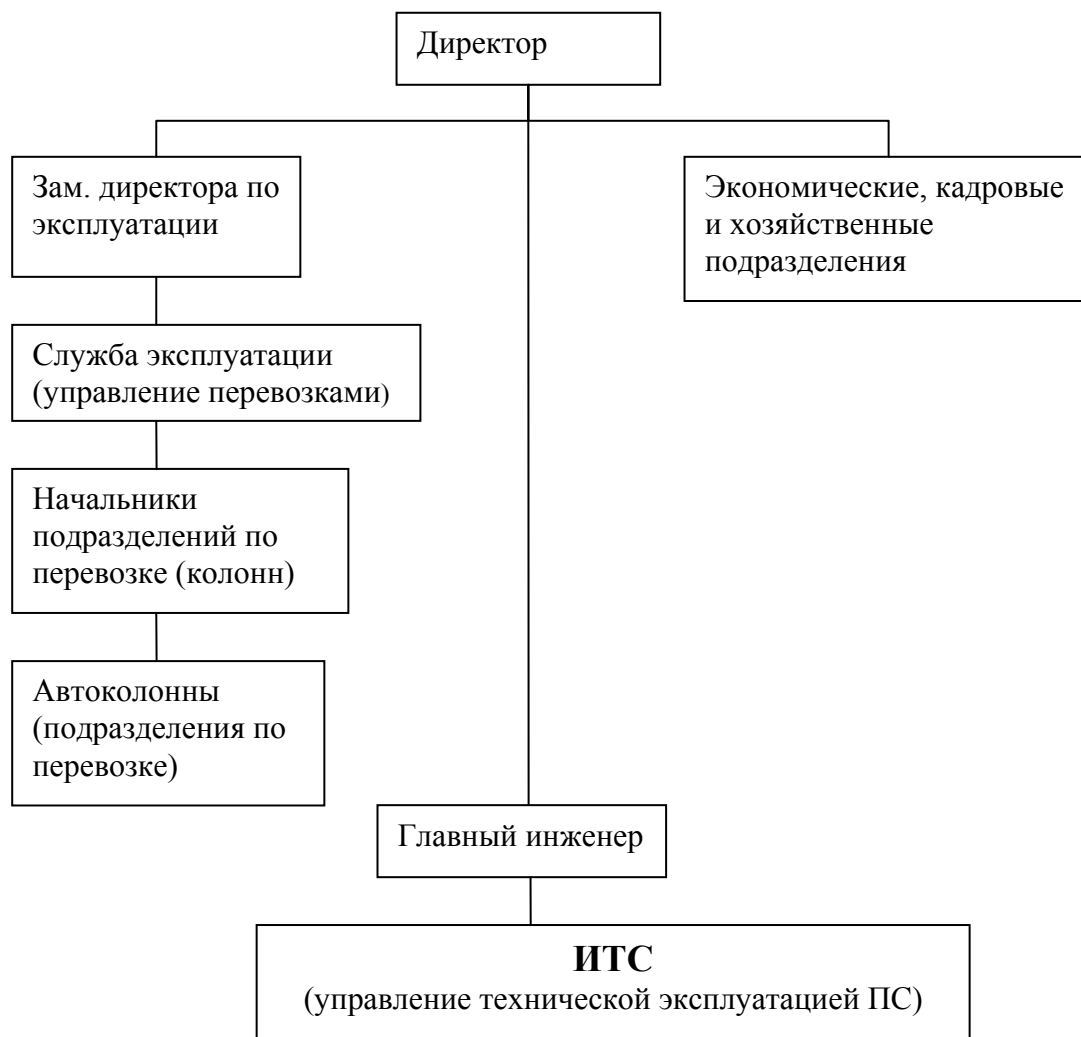 Директор
Зам. директора по
эксплуатации
Экономические, кадровые
и хозяйственные
подразделения
Служба эксплуатации
(управление перевозками)
Начальники
подразделений по
перевозке (колонн)
Автоколонны
(подразделения по
перевозке)
Главный инженер
ИТС
(управление технической эксплуатацией ПС)